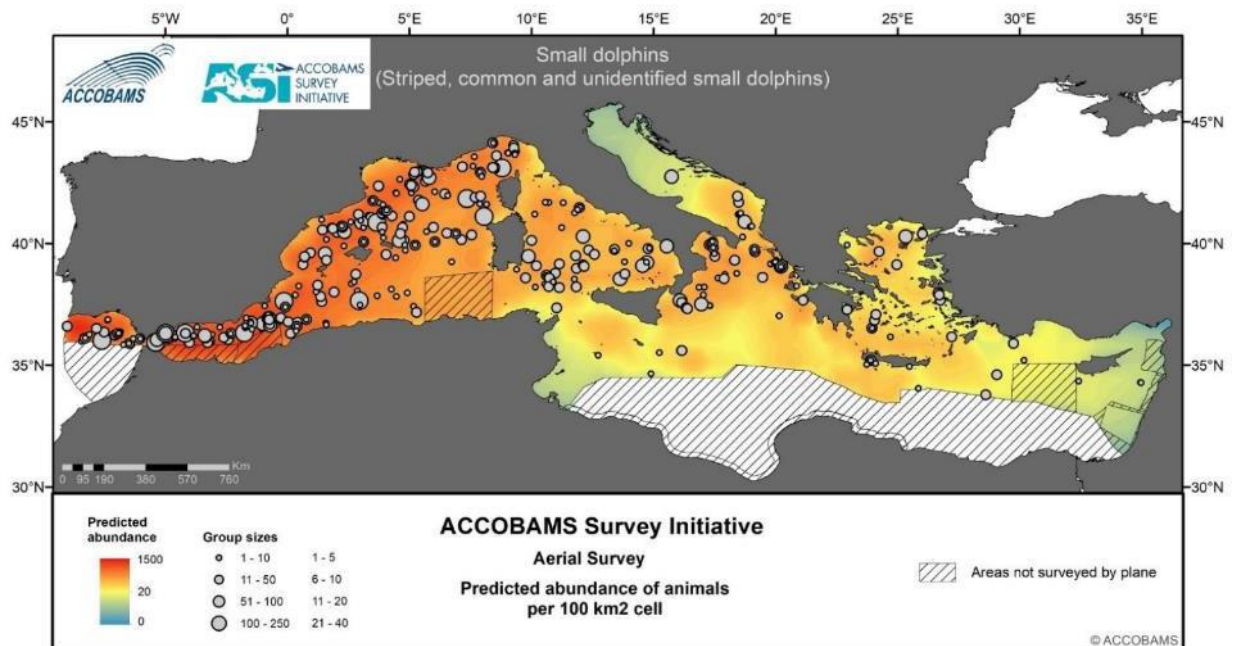 5°W 0° 5°E 10°E 15°E 20°E 25°E 30°E 35°E
Small dolphins
(Striped, common and unidentified small dolphins)
ACCOBAMS
ASI
ACCOBAMS
SURVEY
INITIATIVE
45°N 45°N
40°N 40°N
35°N 35°N
30°N 30°N
Km
0 95 190 380 570 760
Predicted
abundance
1500
20
0
Group sizes
1 - 10 1 - 5
11 - 50 6 - 10
51 - 100 11 - 20
100 - 250 21 - 40
ACCOBAMS Survey Initiative
Aerial Survey
Predicted abundance of animals
per 100 km2 cell
Areas not surveyed by plane
© ACCOBAMS